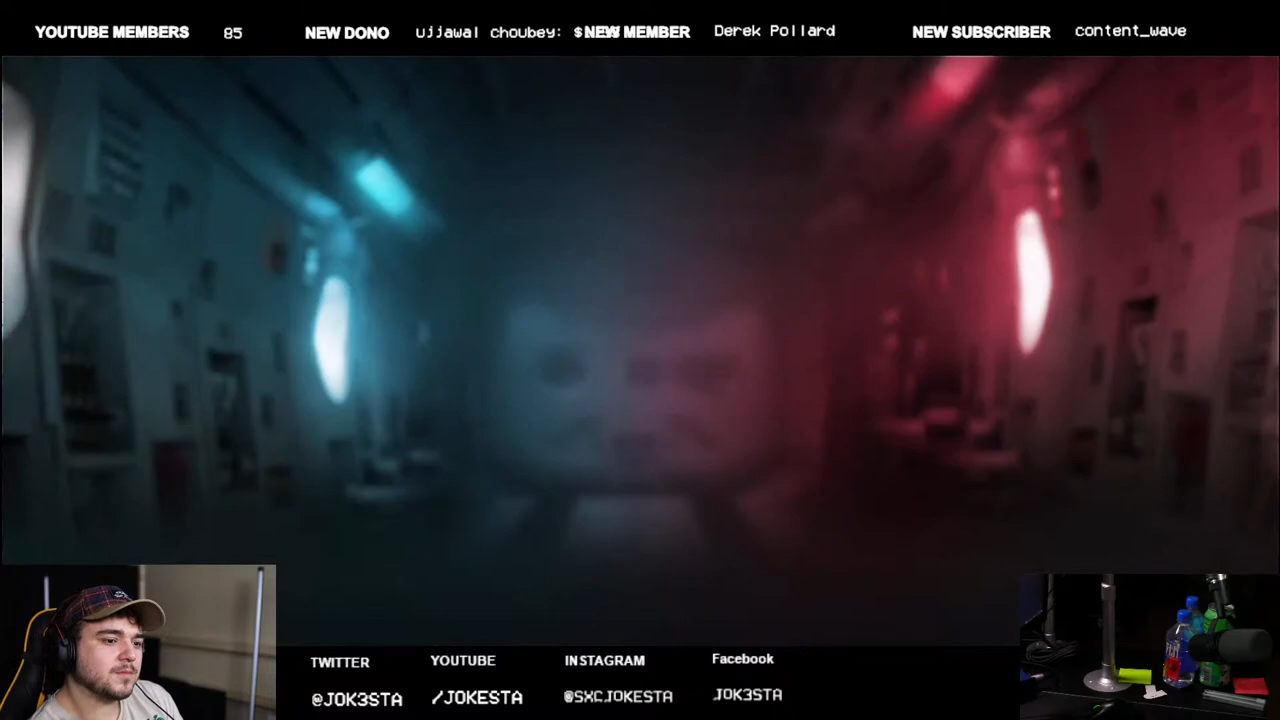 YOUTUBE MEMBERS 85 NEW DONO ujjawal choubey: $ NEW MEMBER Derek Pollard NEW SUBSCRIBER content_wave
TWITTER YOUTUBE INSTAGRAM Facebook
@JOK3STA /JOKESTA @SXCJOKESTA JOK3STA